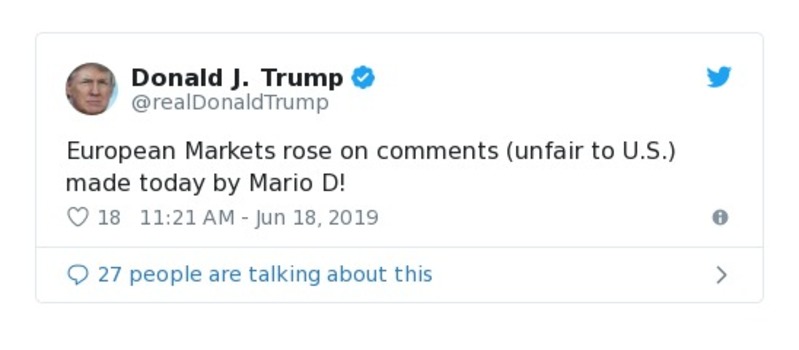 Donald J. Trump
@realDonaldTrump
European Markets rose on comments (unfair to U.S.)
made today by Mario D!
18 11:21 AM - Jun 18, 2019
27 people are talking about this